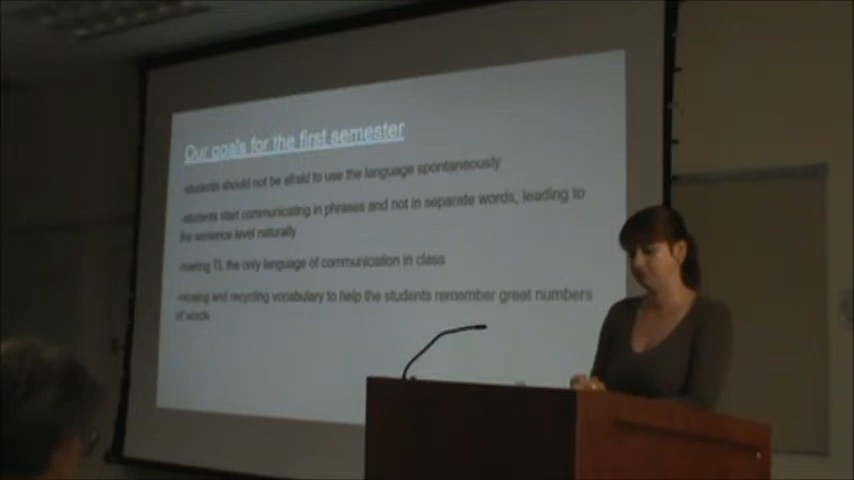 Our goals for the first semester
-students should not be afraid to use the language spontaneously
-students start communicating in phrases and not in separate words, leading to
the sentence level naturally
-making TL the only language of communication in class
-mixing and recycling vocabulary to help the students remember great numbers
of words